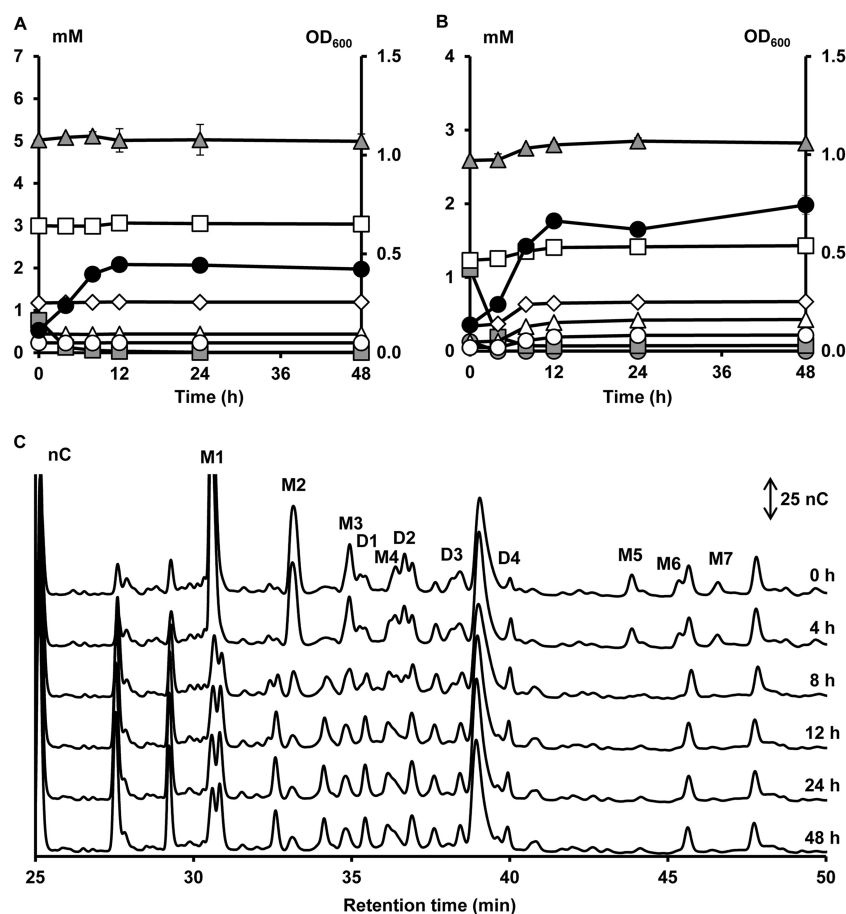 A
mM
OD600
7
6
5
4
3
2
1
0
1.5
1.0
0.5
0.0
0 12 24 36 48
Time (h)
B
mM
OD600
4
3
2
1
0
1.5
1.0
0.5
0.0
0 12 24 36 48
Time (h)
C
nC
M1
M2
M3
D1
M4
D2
D3
D4
M5
M6
M7
25 nC
0 h
4 h
8 h
12 h
24 h
48 h
25 30 35 40 45 50
Retention time (min)